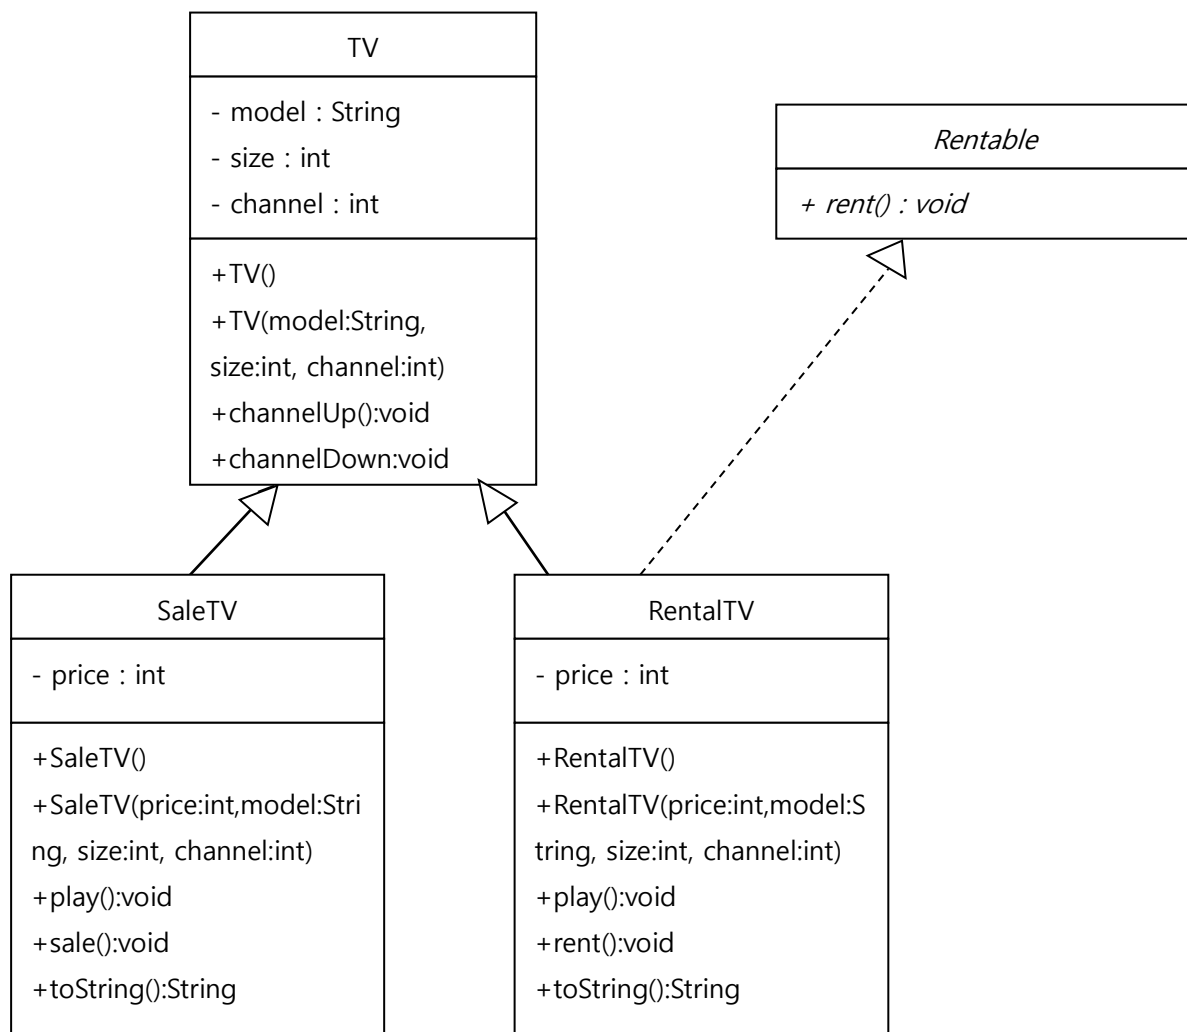 TV
- model : String
- size : int
- channel : int
+TV()
+TV(model:String,
size:int, channel:int)
+channelUp():void
+channelDown:void
Rentable
+ rent() : void
SaleTV
- price : int
+SaleTV()
+SaleTV(price:int,model:Stri
ng, size:int, channel:int)
+play():void
+sale():void
+toString():String
RentalTV
- price : int
+RentalTV()
+RentalTV(price:int,model:S
tring, size:int, channel:int)
+play():void
+rent():void
+toString():String